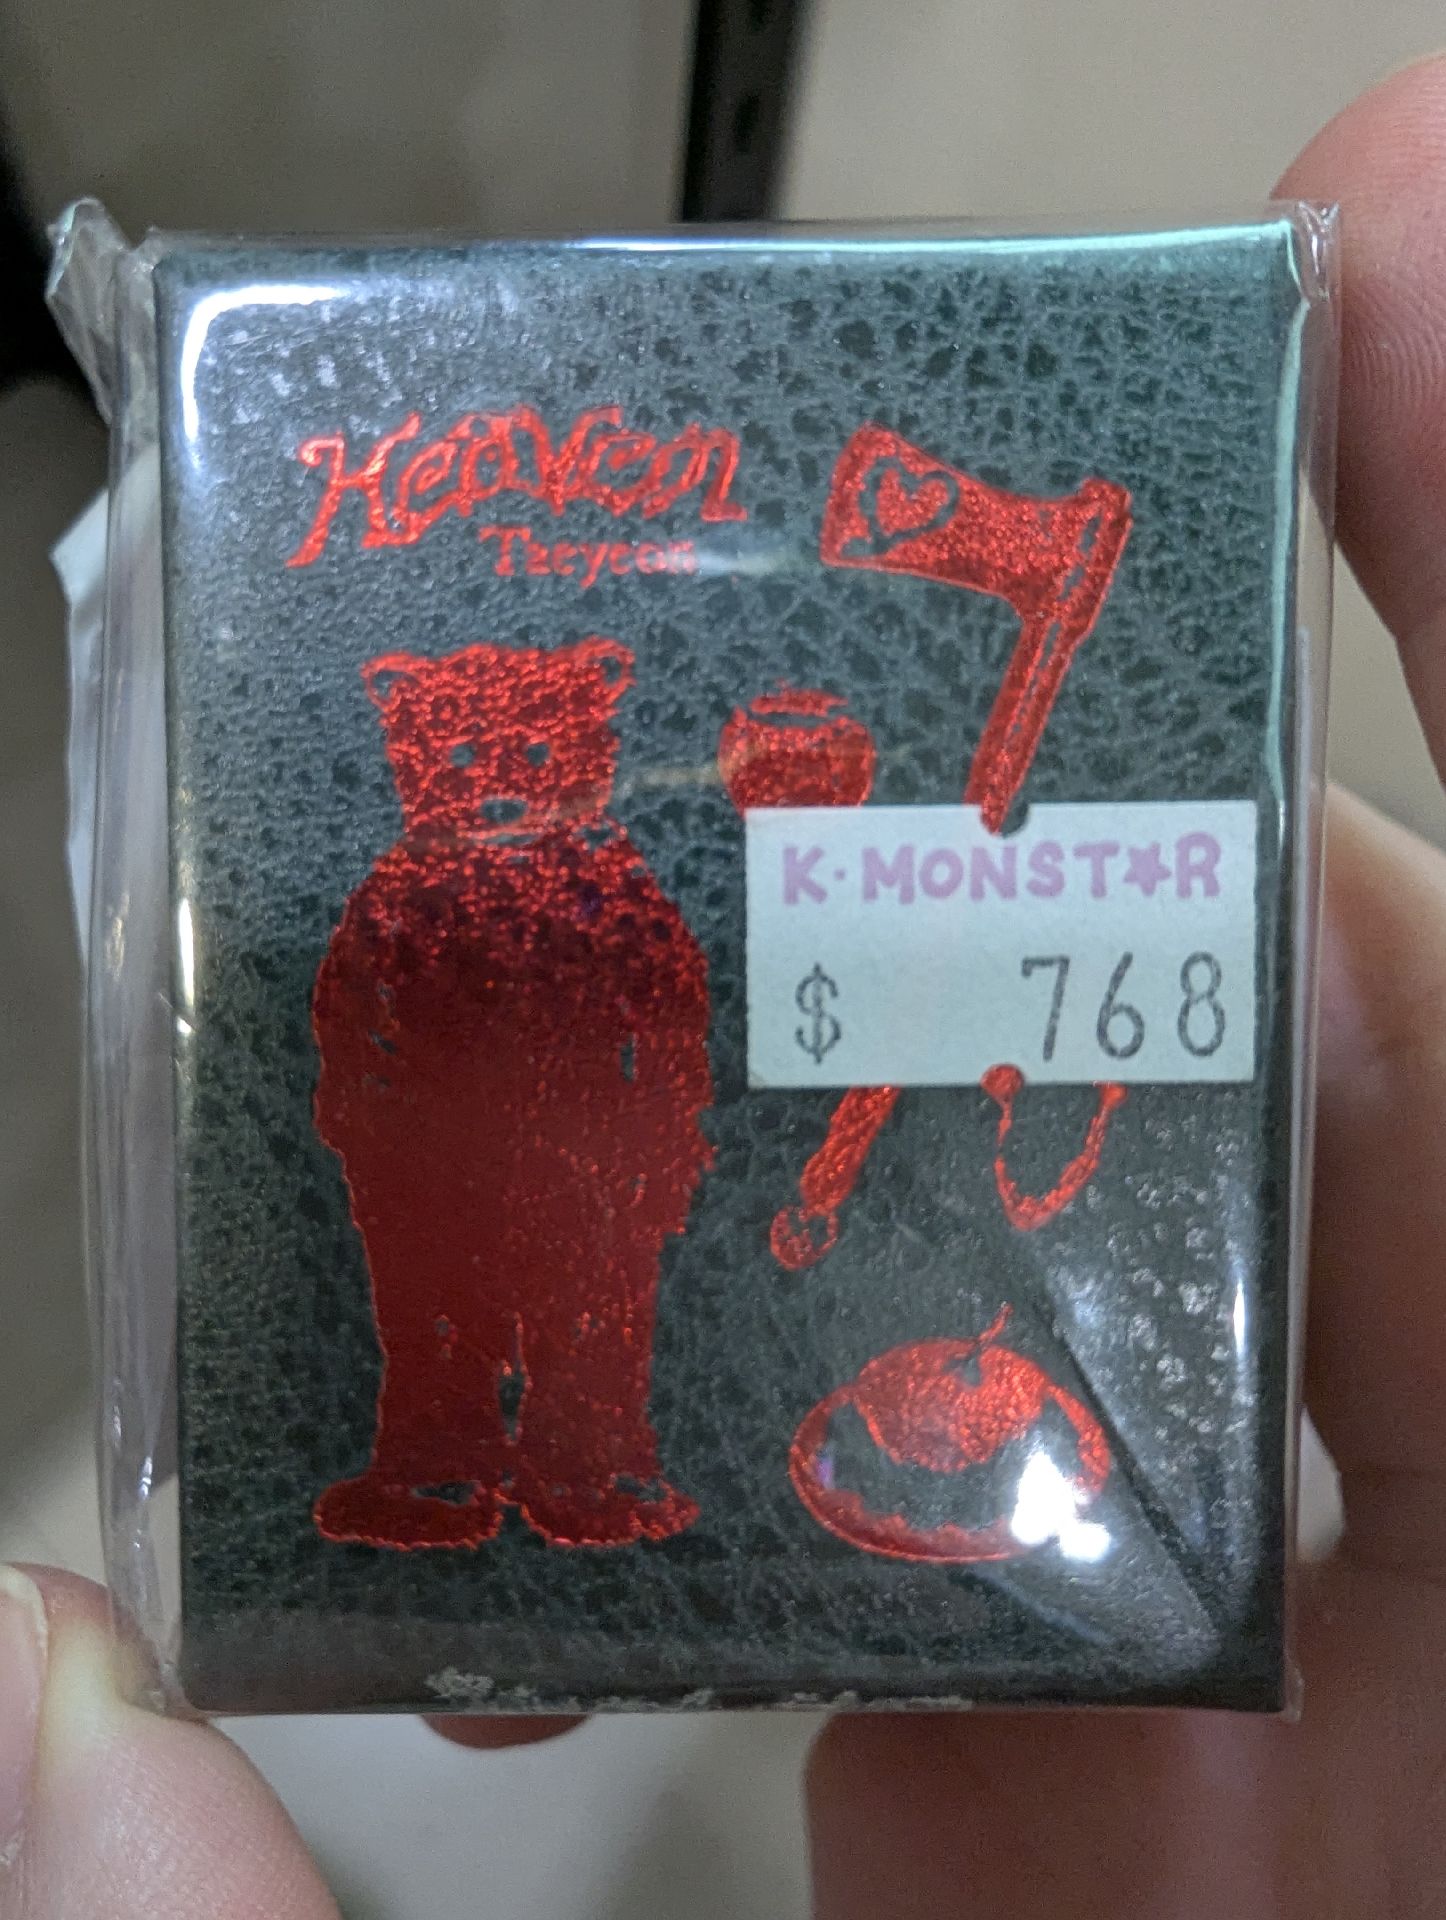 Heaven
Taeyeon
K·MONST★R
$ 768